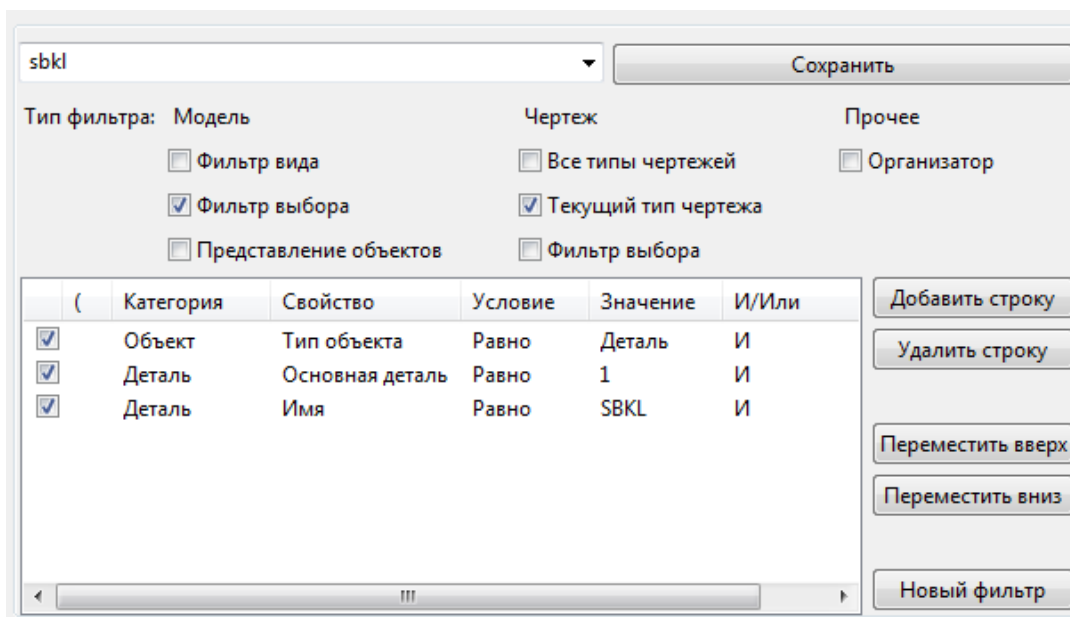 sbkl
Сохранить
Тип фильтра: Модель Чертеж Прочее
Фильтр вида Все типы чертежей Организатор
Фильтр выбора Текущий тип чертежа
Представление объектов Фильтр выбора
( Категория Свойство Условие Значение И/Или
Объект Тип объекта Равно Деталь И
Деталь Основная деталь Равно 1 И
Деталь Имя Равно SBKL И
Добавить строку
Удалить строку
Переместить вверх
Переместить вниз
Новый фильтр